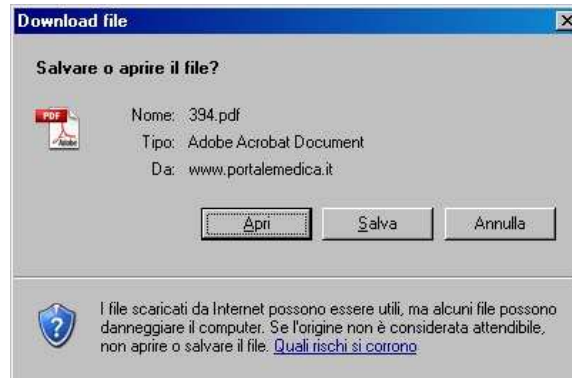 Download file
Salvare o aprire il file?
PDF
Adobe
Nome: 394.pdf
Tipo: Adobe Acrobat Document
Da: www.portalemedica.it
Apri Salva Annulla
I file scaricati da Internet possono essere utili, ma alcuni file possono
danneggiare il computer. Se l'origine non è considerata attendibile,
non aprire o salvare il file. Quali rischi si corrono